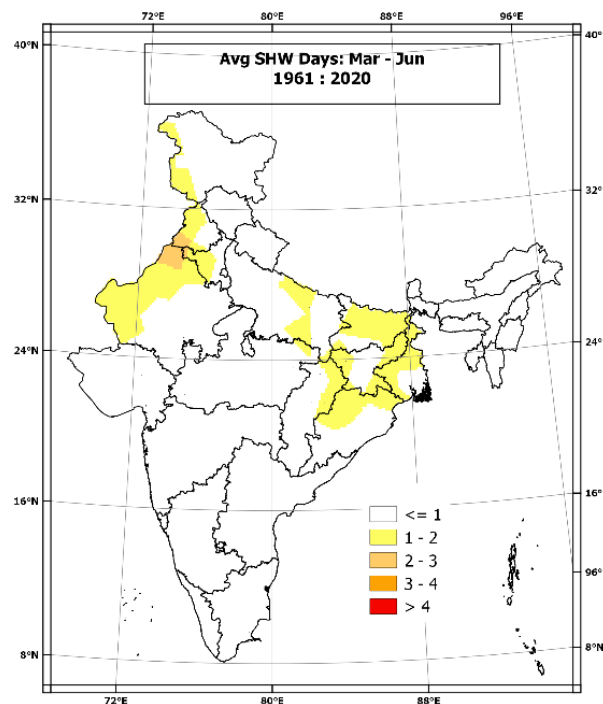 72°E 80°E 88°E 96°E
40°N 40°
Avg SHW Days: Mar - Jun
1961 : 2020
32°N 32°N
24°N 24°N
16°N 16°N
<= 1
1 - 2
2 - 3
3 - 4
> 4
96°E
8°N 8°N
72°E 80°E 88°E